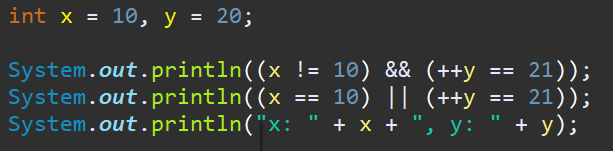 int x = 10, y = 20;
System.out.println((x != 10) && (++y == 21));
System.out.println((x == 10) || (++y == 21));
System.out.println("x: " + x + ", y: " + y);